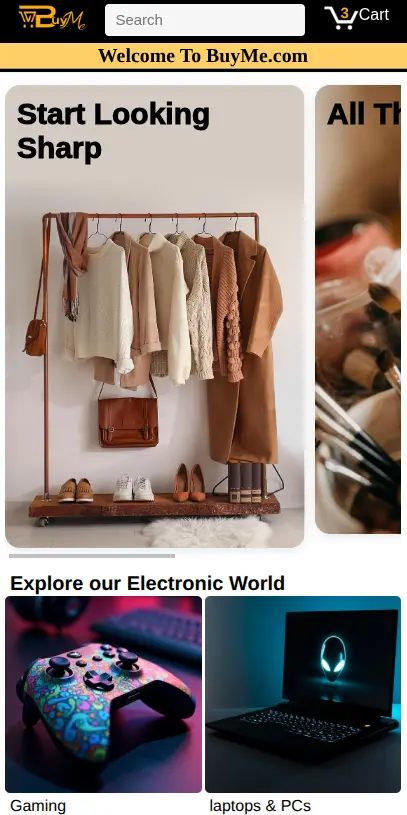 BuyMe
Search
3
Cart
Welcome To BuyMe.com
Start Looking
Sharp
All Th
Explore our Electronic World
Gaming
laptops & PCs